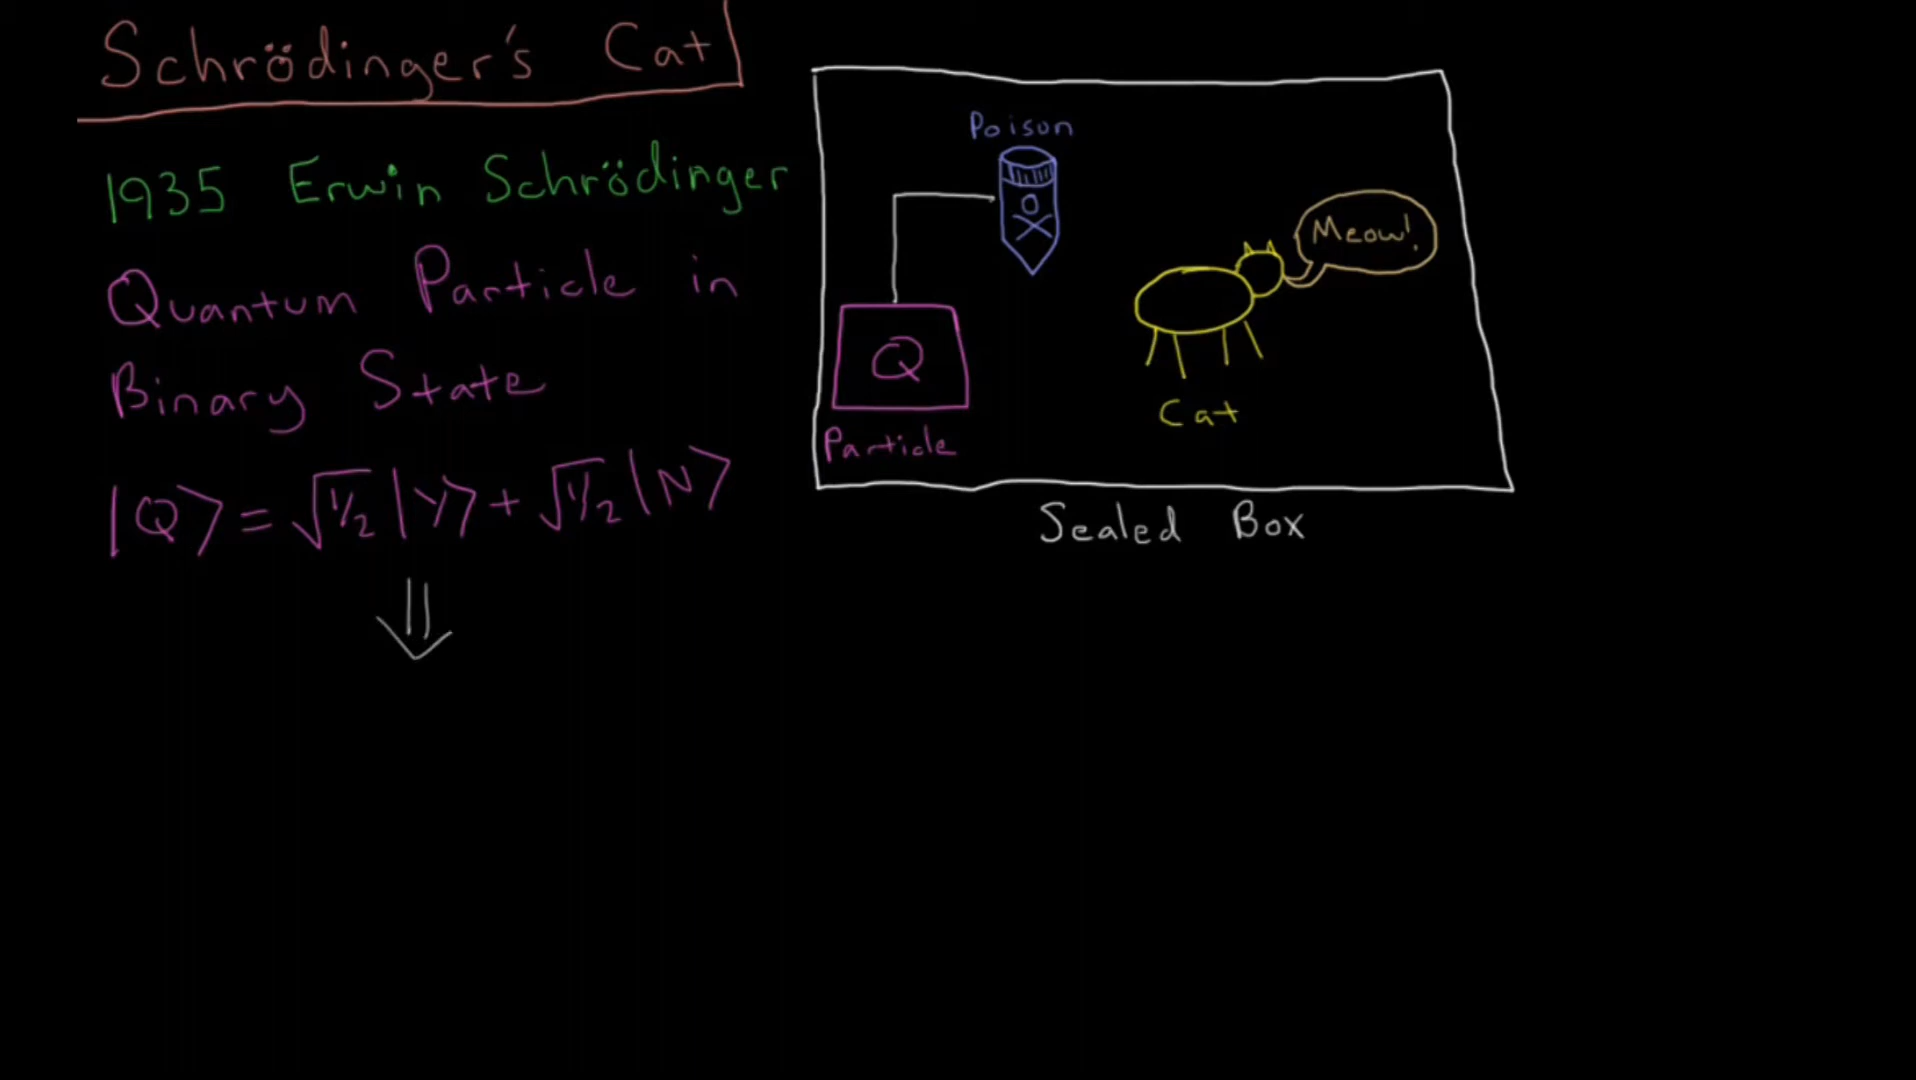 Schrödinger's Cat
1935 Erwin Schrödinger
Quantum Particle in
Binary State
|Q⟩ = √1/2 |Y⟩ + √1/2 |N⟩
⇓
Poison
Meow!
Q
Cat
Particle
Sealed Box